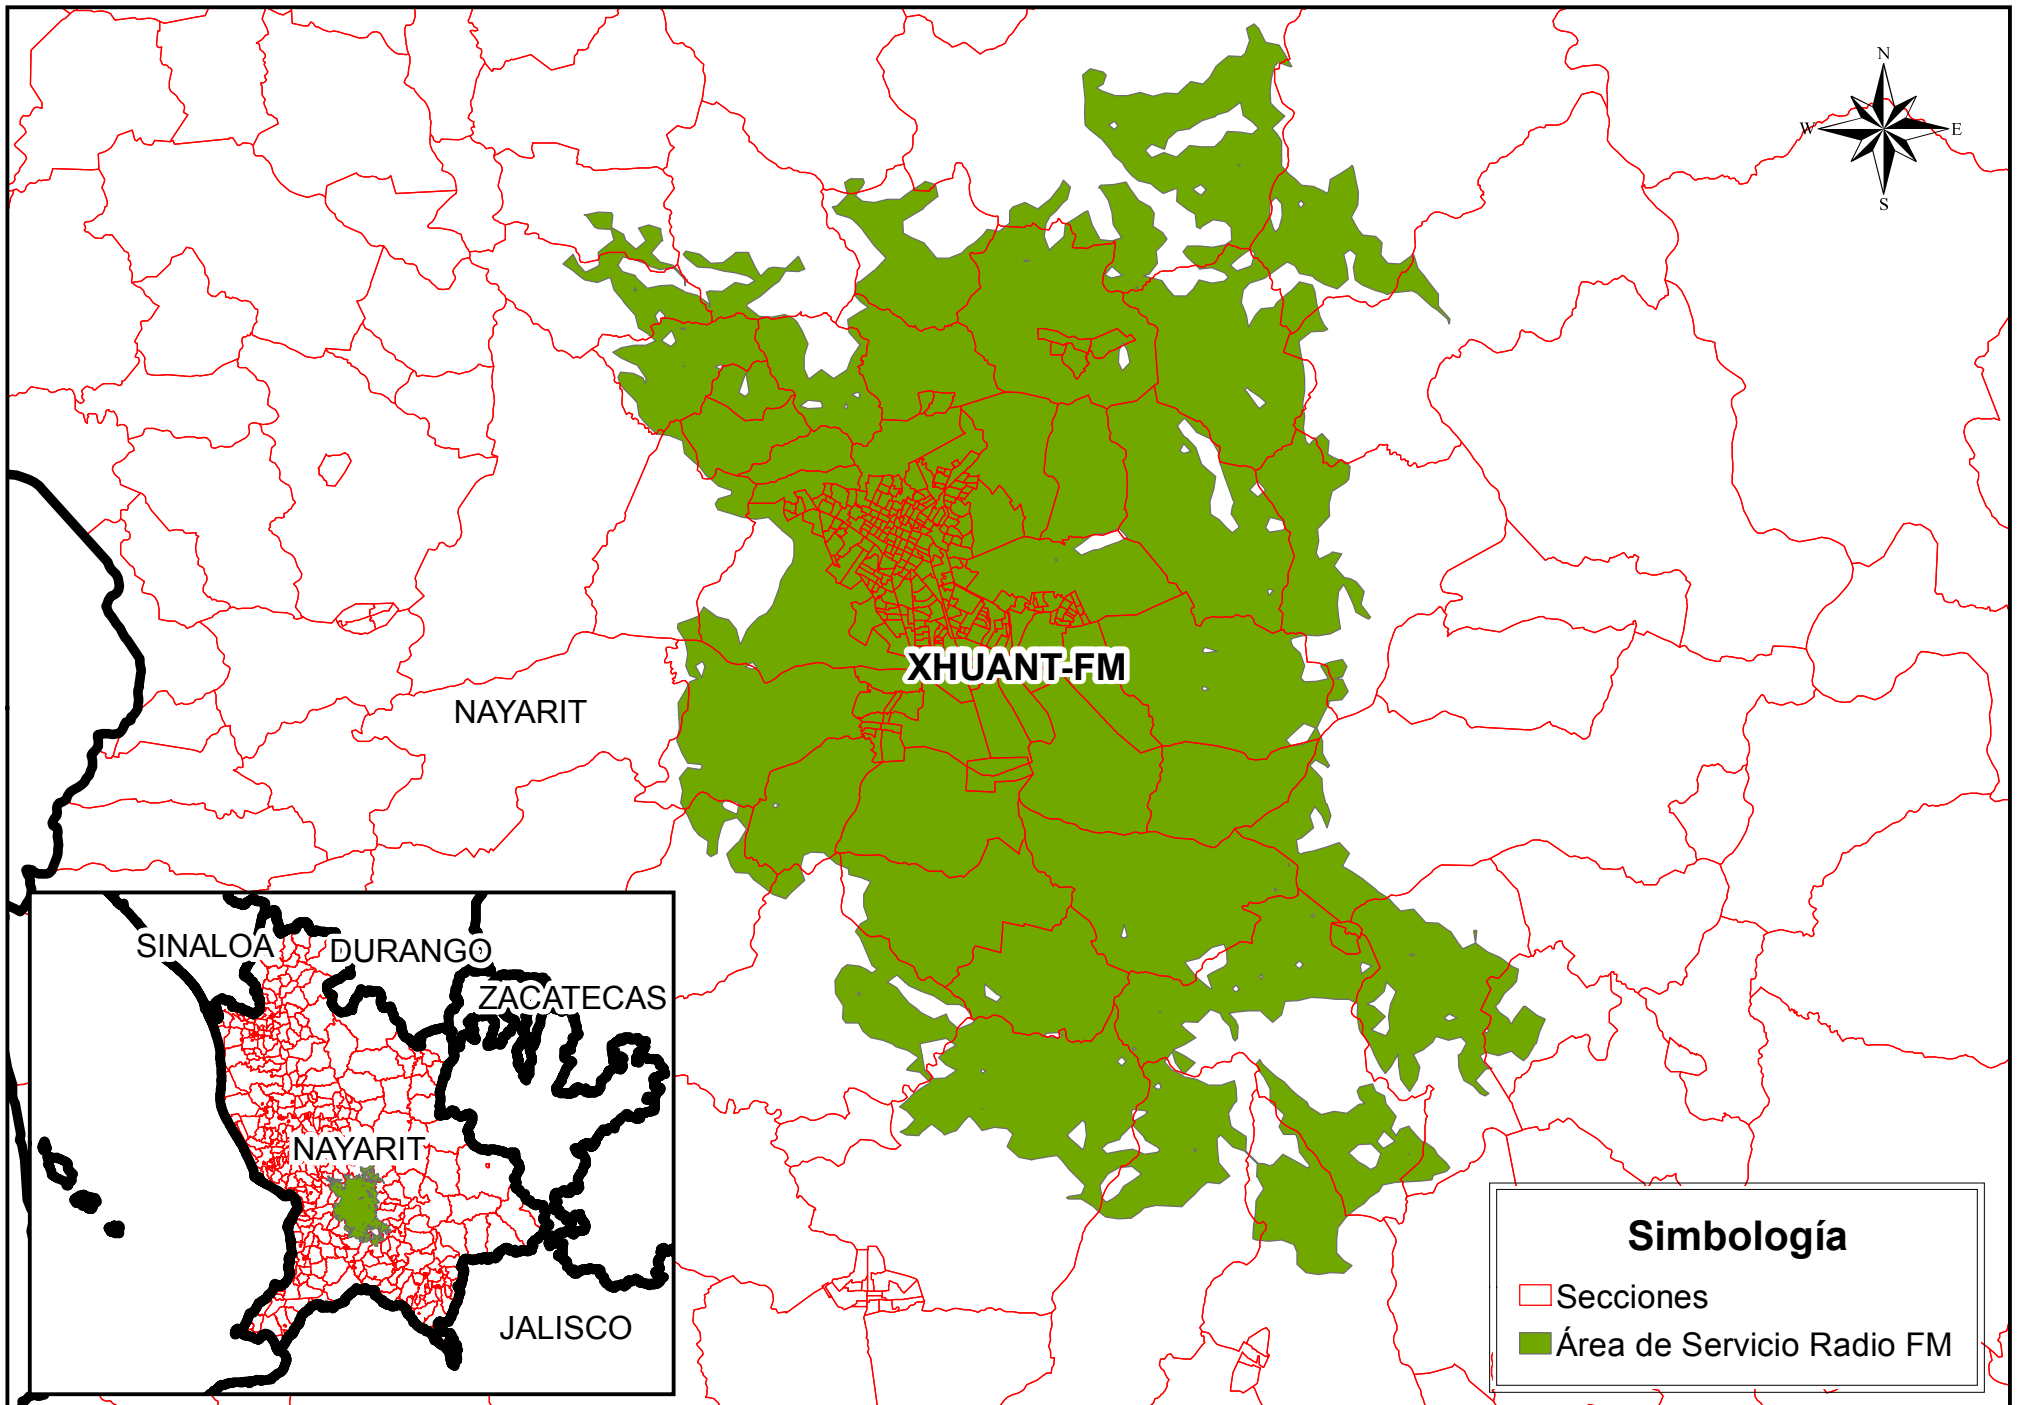 N
W
E
S
XHUANT-FM
NAYARIT
SINALOA
DURANGO
ZACATECAS
NAYARIT
JALISCO
Simbología
Secciones
Área de Servicio Radio FM